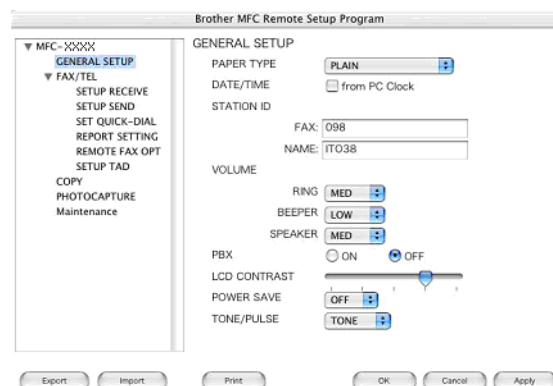 Brother MFC Remote Setup Program
MFC-XXXX
GENERAL SETUP
FAX/TEL
SETUP RECEIVE
SETUP SEND
SET QUICK-DIAL
REPORT SETTING
REMOTE FAX OPT
SETUP TAD
COPY
PHOTOCAPTURE
Maintenance
GENERAL SETUP
PAPER TYPE PLAIN
DATE/TIME from PC Clock
STATION ID
FAX: 098
NAME: ITO38
VOLUME
RING MED
BEEPER LOW
SPEAKER MED
PBX ON OFF
LCD CONTRAST
POWER SAVE OFF
TONE/PULSE TONE
Export Import Print OK Cancel Apply